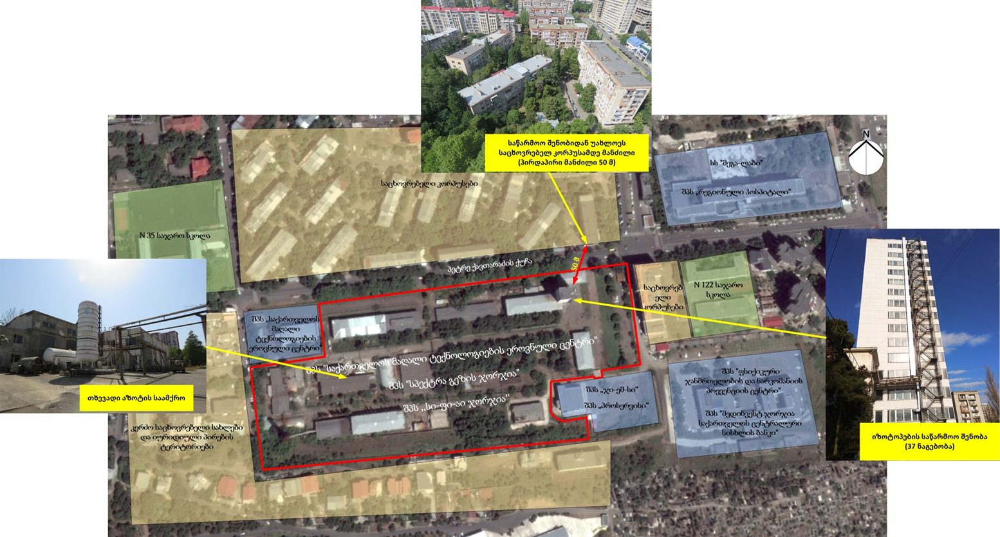 საწარმოო შენობიდან უახლოეს
საცხოვრებელ კორპუსამდე მანძილი
(პირდაპირი მანძილი 50 მ)
N
სს "მეგა-ლაბი"
შპს „რეგიონული ჰოსპიტალი“
საცხოვრებელი კორპუსები
N 35 საჯარო სკოლა
პეტრე ქავთარაძის ქუჩა
50 მ
საცხოვრებ
ელი
კორპუსები
N 122 საჯარო
სკოლა
შპს „საქართველოს
მაღალი
ტექნოლოგიების
ეროვნული ცენტრი“
შპს "საქართველოს მაღალი ტექნოლოგიების ეროვნული ცენტრი"
შპს "სპექტრა გეზის ჯორჯია"
შპს ,,სი-ფი-აი ჯორჯია''
შპს „ჯი-ემ-სი“
შპს „პროსერვისი“
შპს "ფსიქიკური
ჯანმრთელობის და ნარკომანიის
პრევენციის ცენტრი"
შპს "მედინვესტ ჯორჯია
საქართველოს ცენტრალური
სისხლის ბანკი"
თხევადი აზოტის საამქრო
კერძო საცხოვრებელი სახლები
და იურიდიული პირების
ტერიტორიები
იზოტოპების საწარმოო შენობა
(37 ნაგებობა)